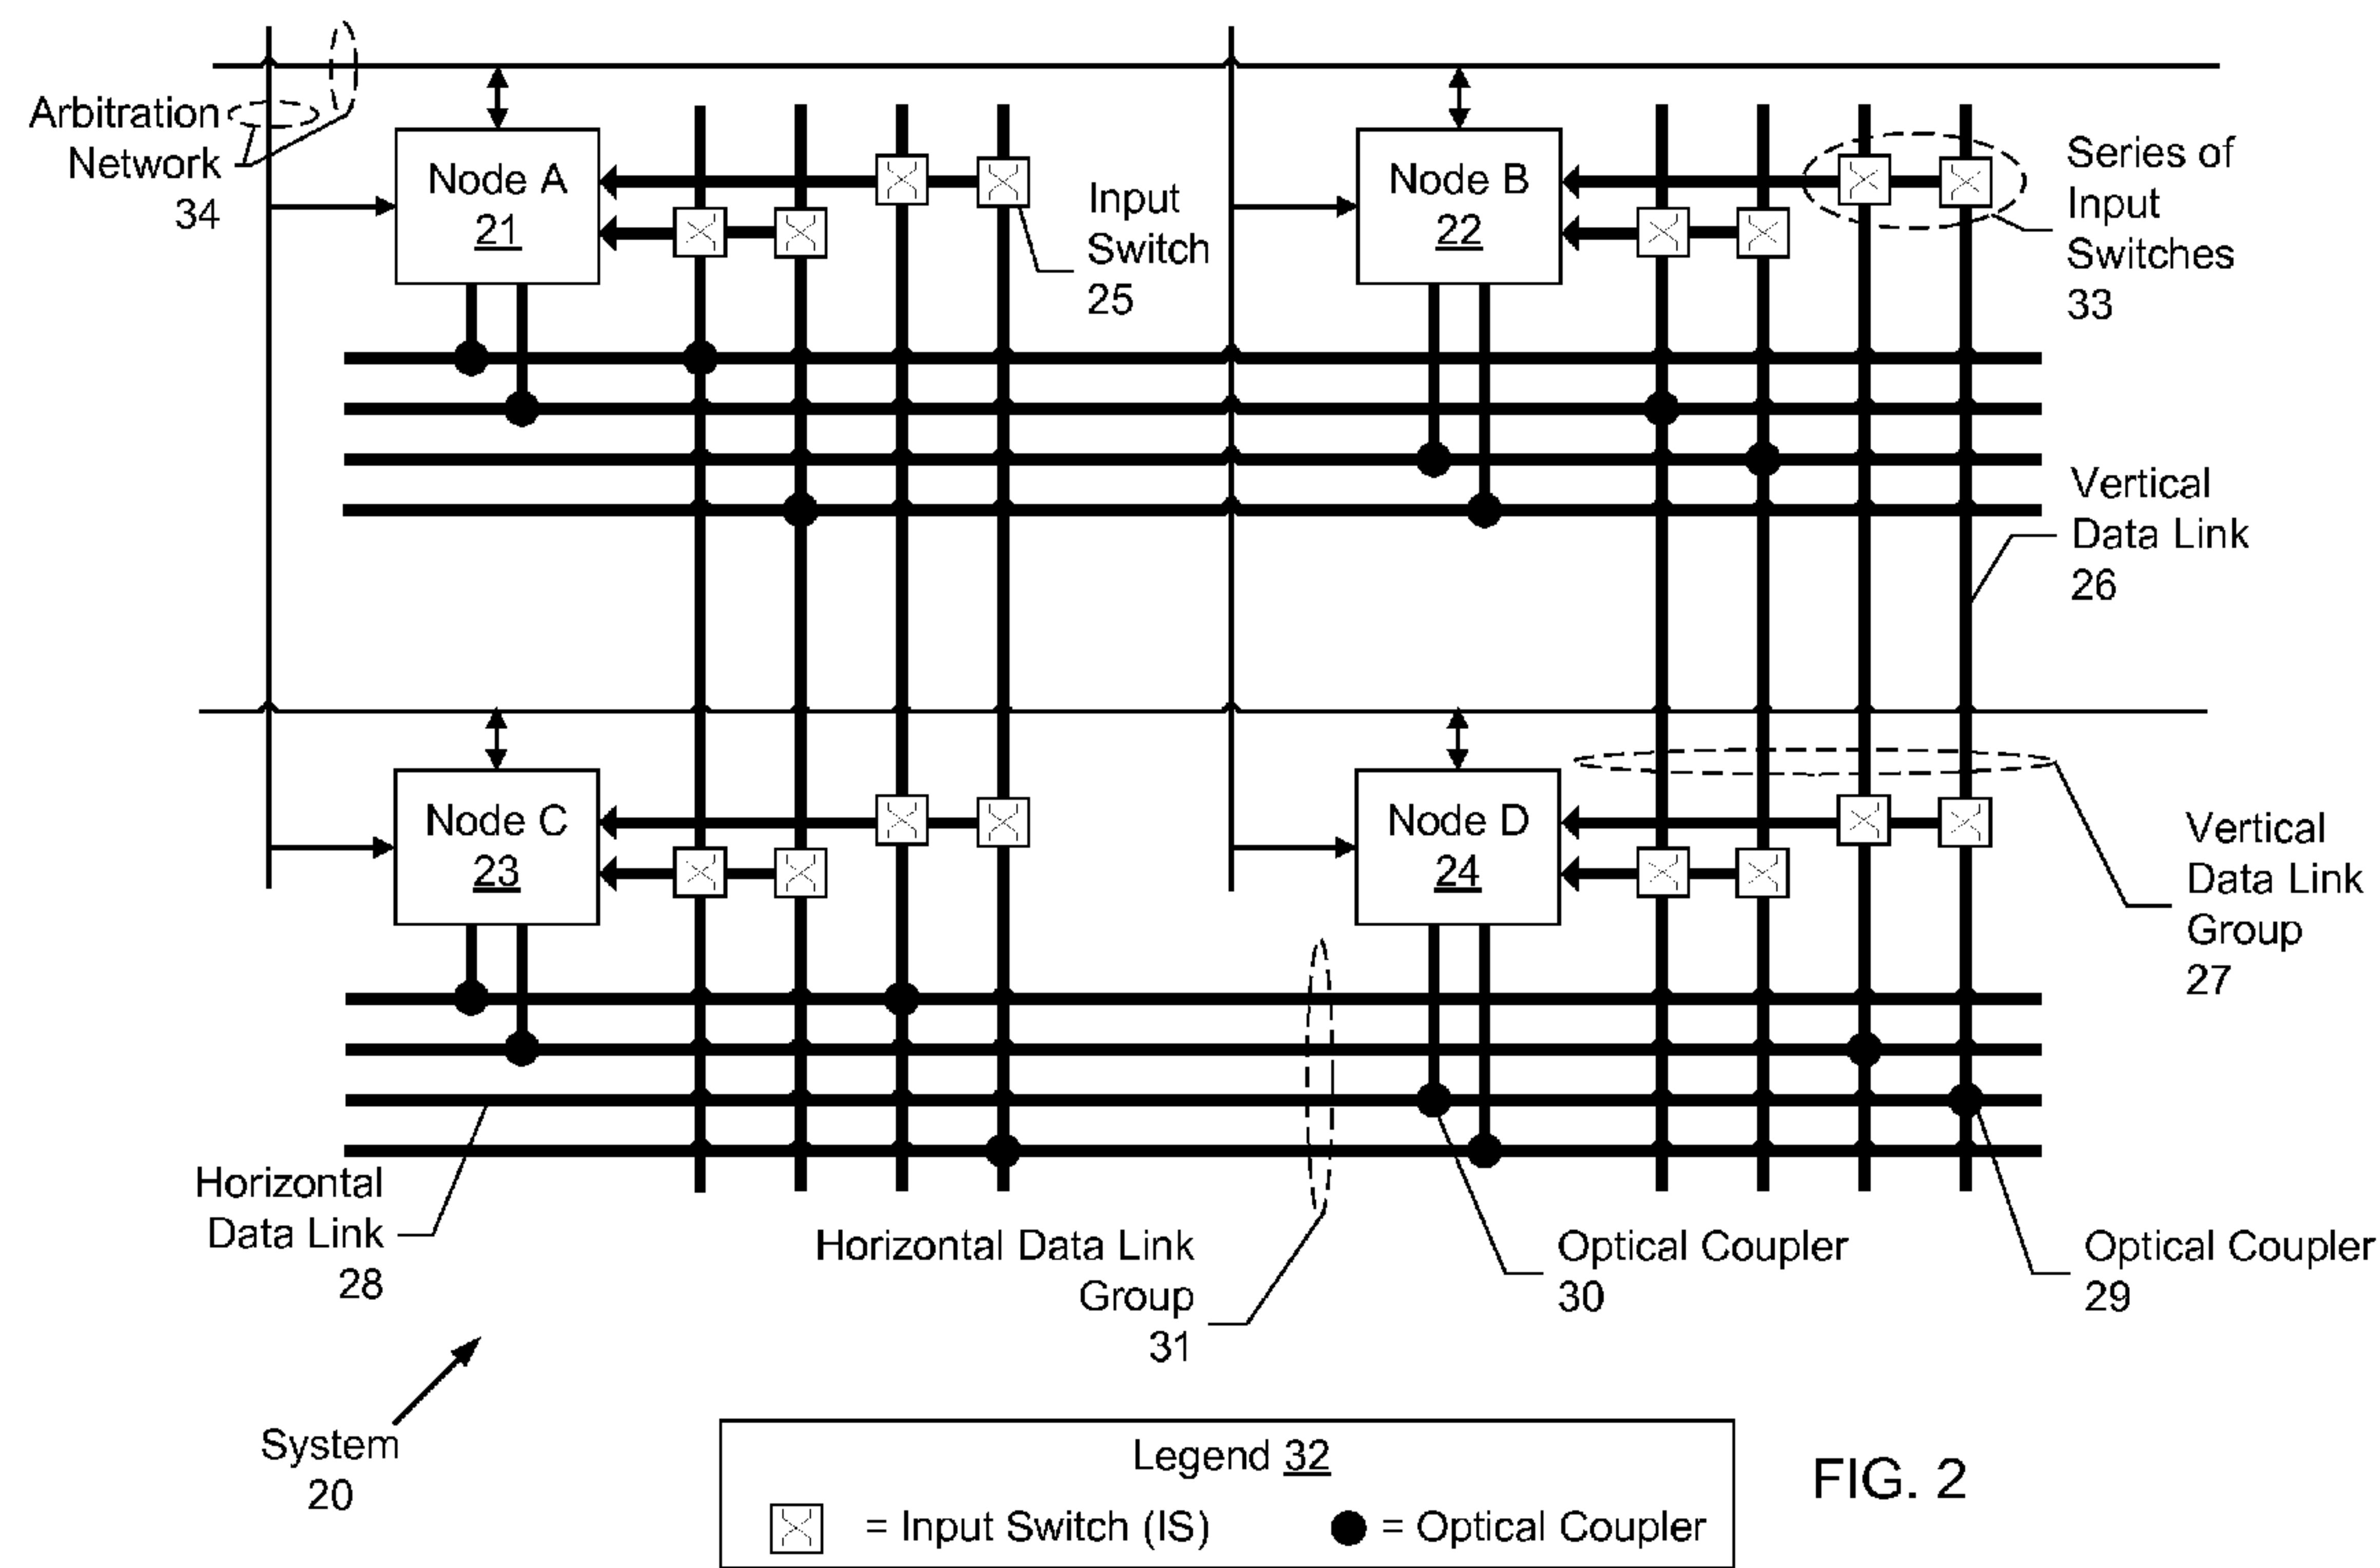 Arbitration
Network
34
Node A
21
Input
Switch
25
Node B
22
Series of
Input
Switches
33
Vertical
Data Link
26
Node C
23
Node D
24
Vertical
Data Link
Group
27
Horizontal
Data Link
28
Horizontal Data Link
Group
31
Optical Coupler
30
Optical Coupler
29
System
20
Legend 32
= Input Switch (IS)
= Optical Coupler
FIG. 2